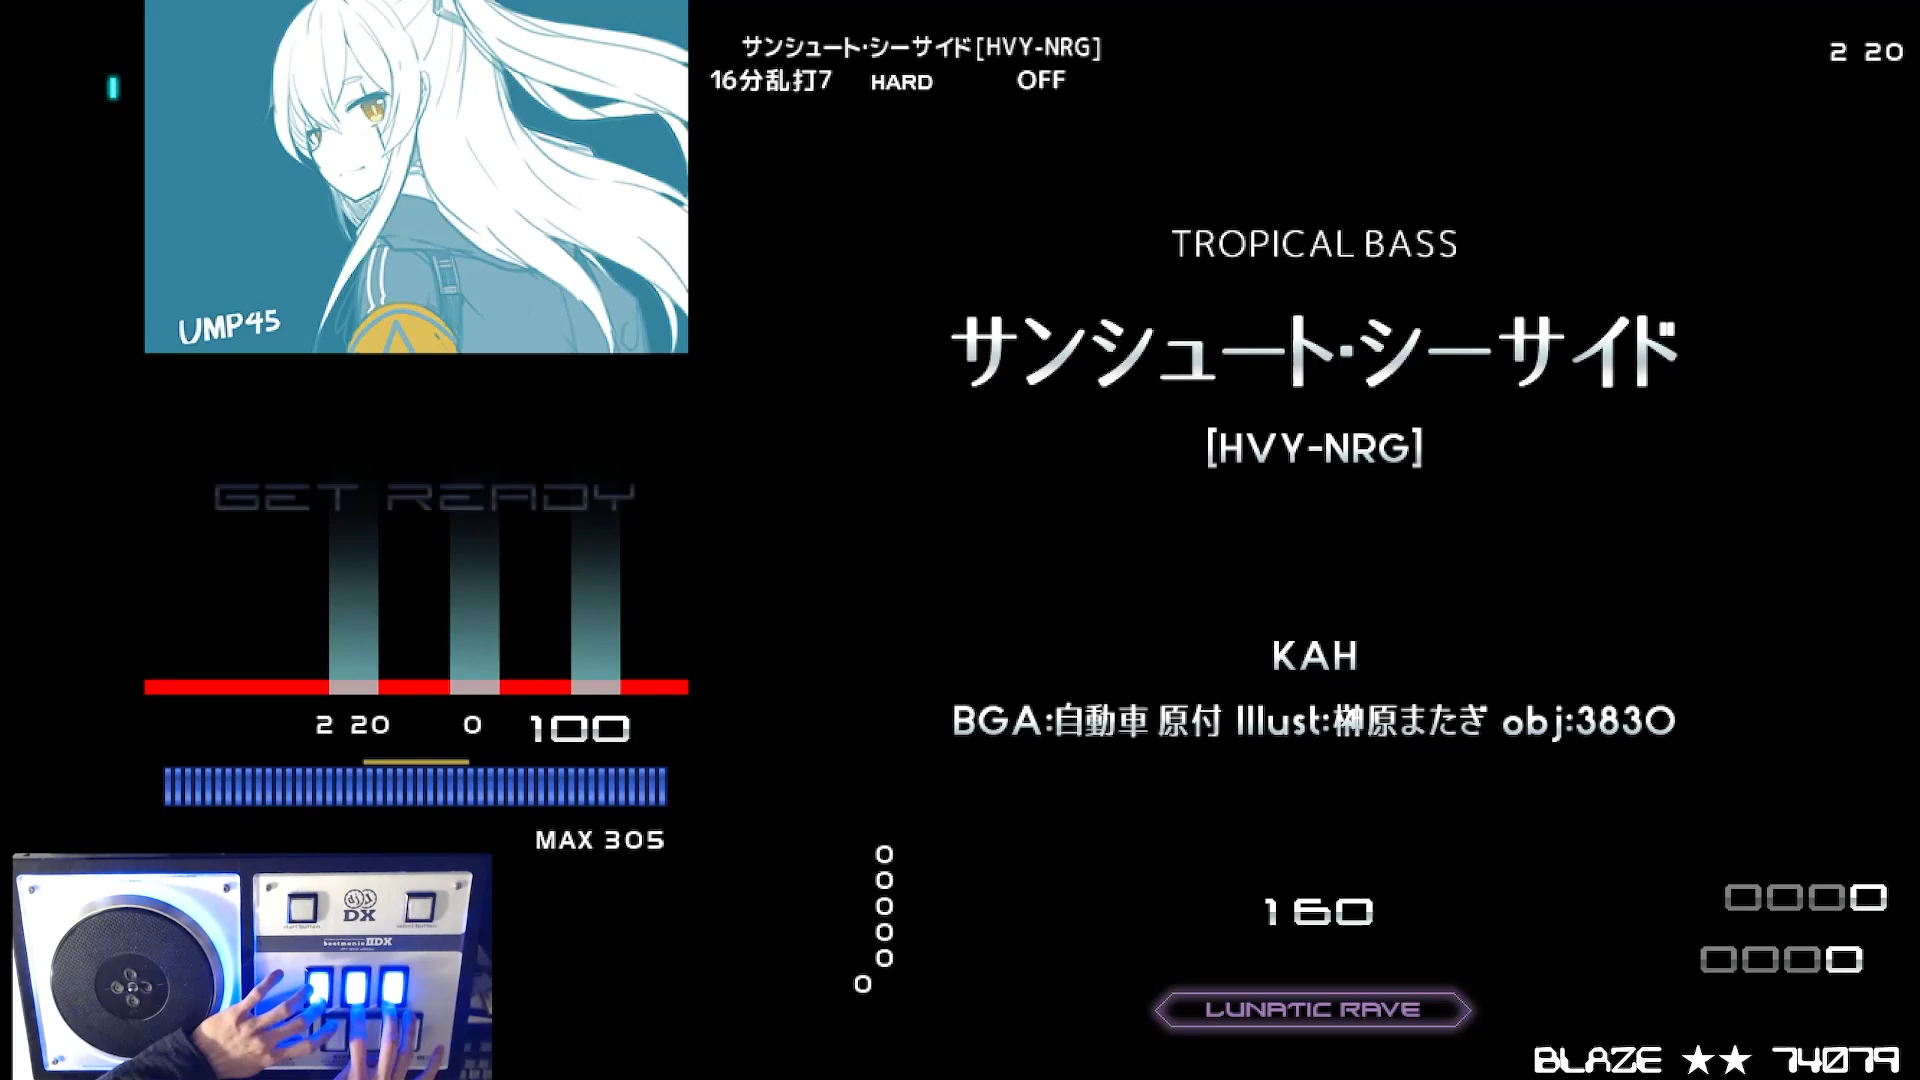 サンシュート・シーサイド[HVY-NRG]
16分乱打7 HARD OFF
2 20
UMP45
TROPICAL BASS
サンシュート・シーサイド
[HVY-NRG]
GET READY
KAH
BGA:自動車 原付 Illust:榊原またぎ obj:3830
2 20 0 100
MAX 305
0
0
0
0
0
0
160
0000
0000
LUNATIC RAVE
BLAZE ★★ 74079
DX
beatmania IIDX